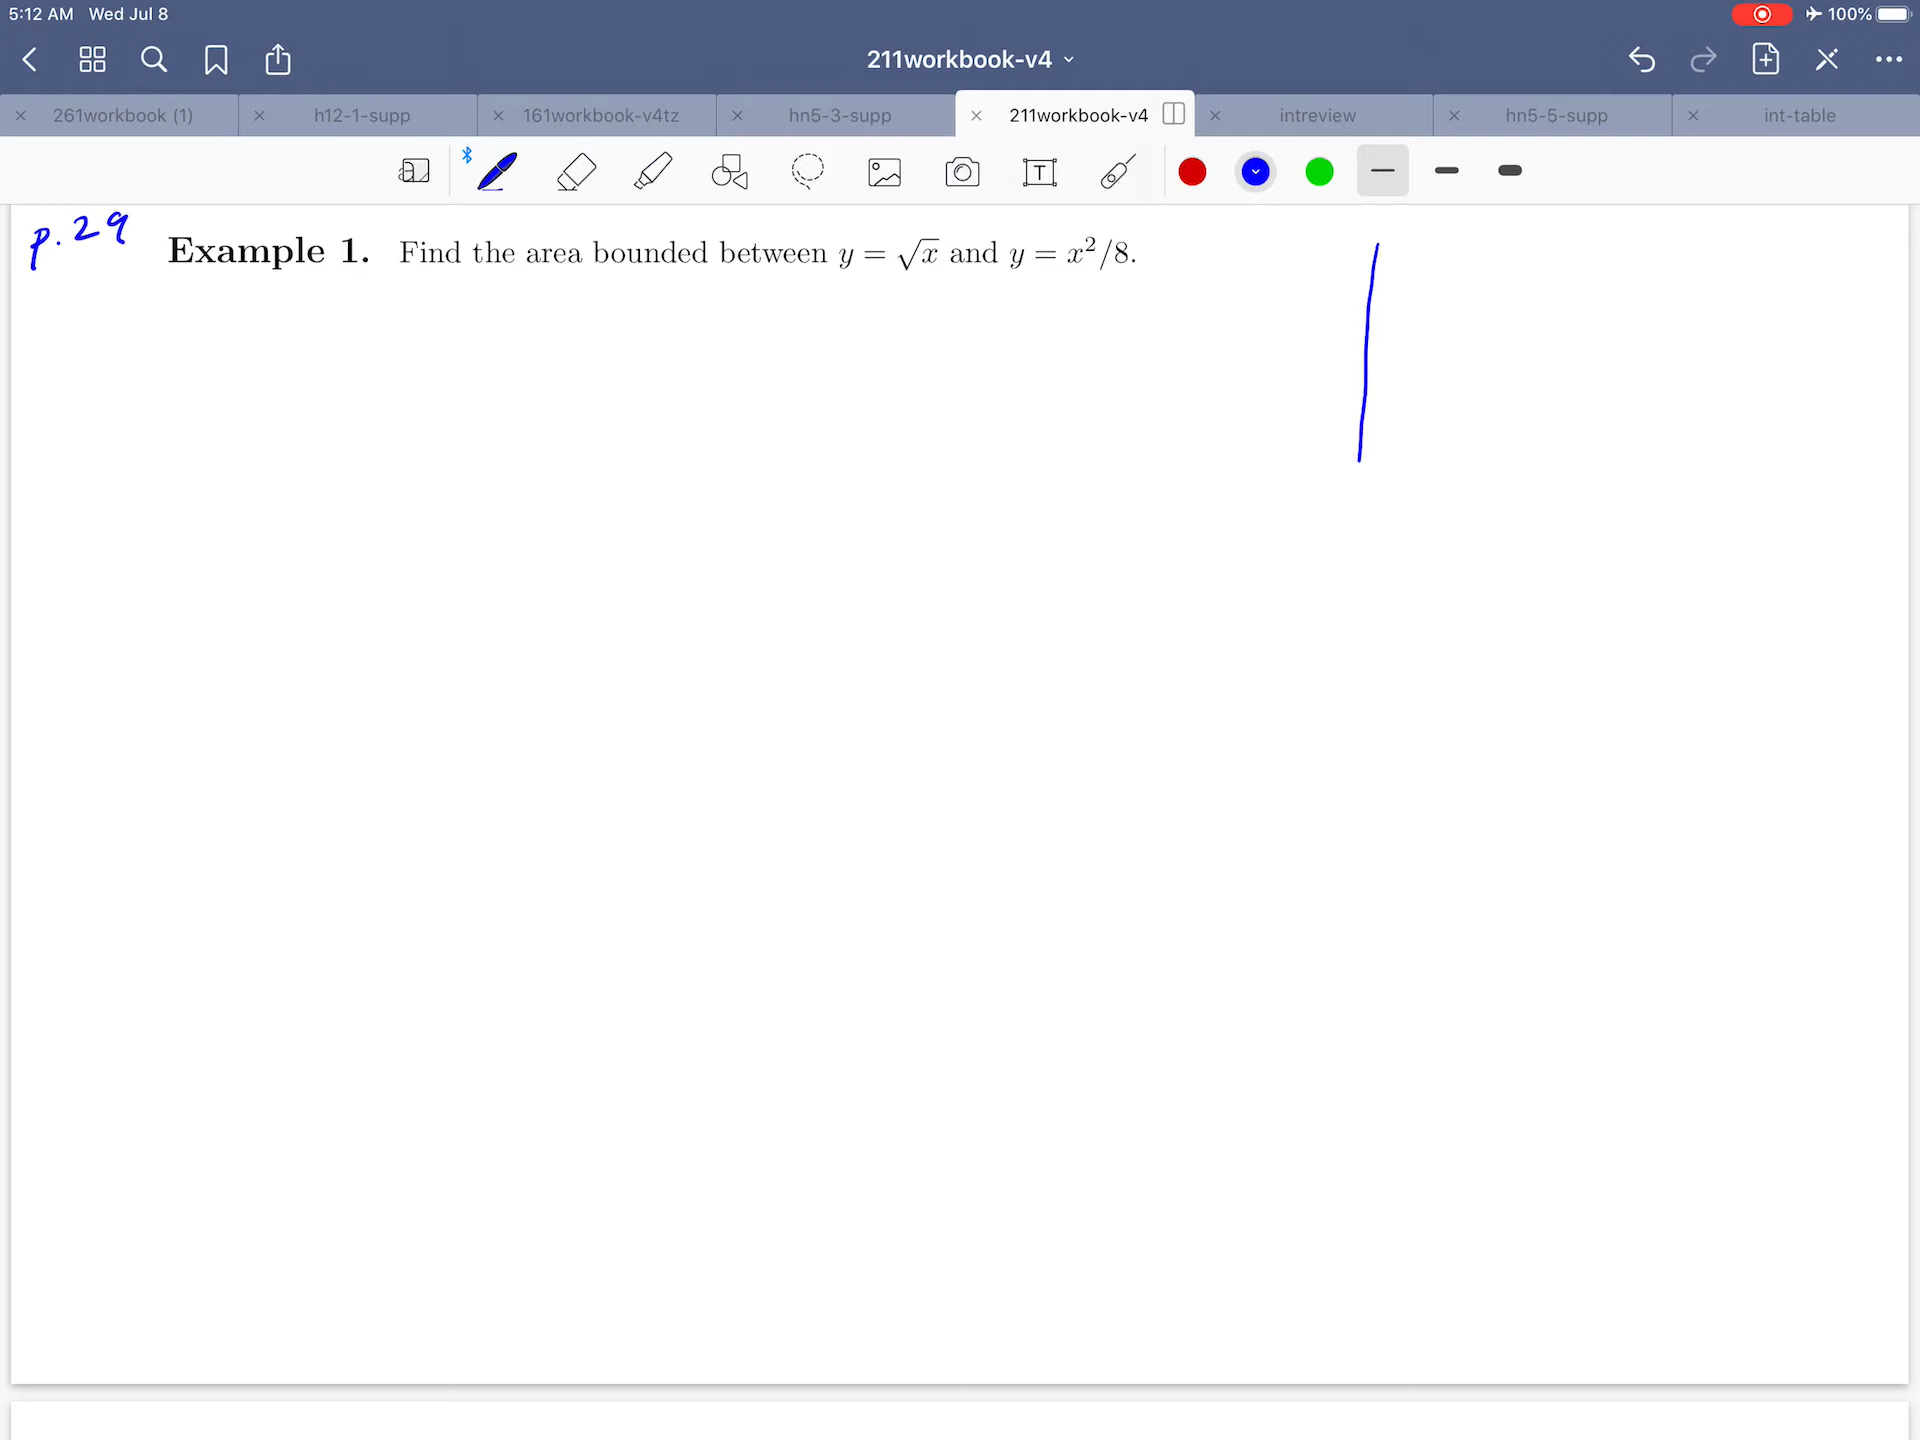 5:12 AM Wed Jul 8
100%
211workbook-v4
261workbook (1)
h12-1-supp
161workbook-v4tz
hn5-3-supp
211workbook-v4
intreview
hn5-5-supp
int-table
a
T
p. 29
Example 1. Find the area bounded between y = √x and y = x²/8.